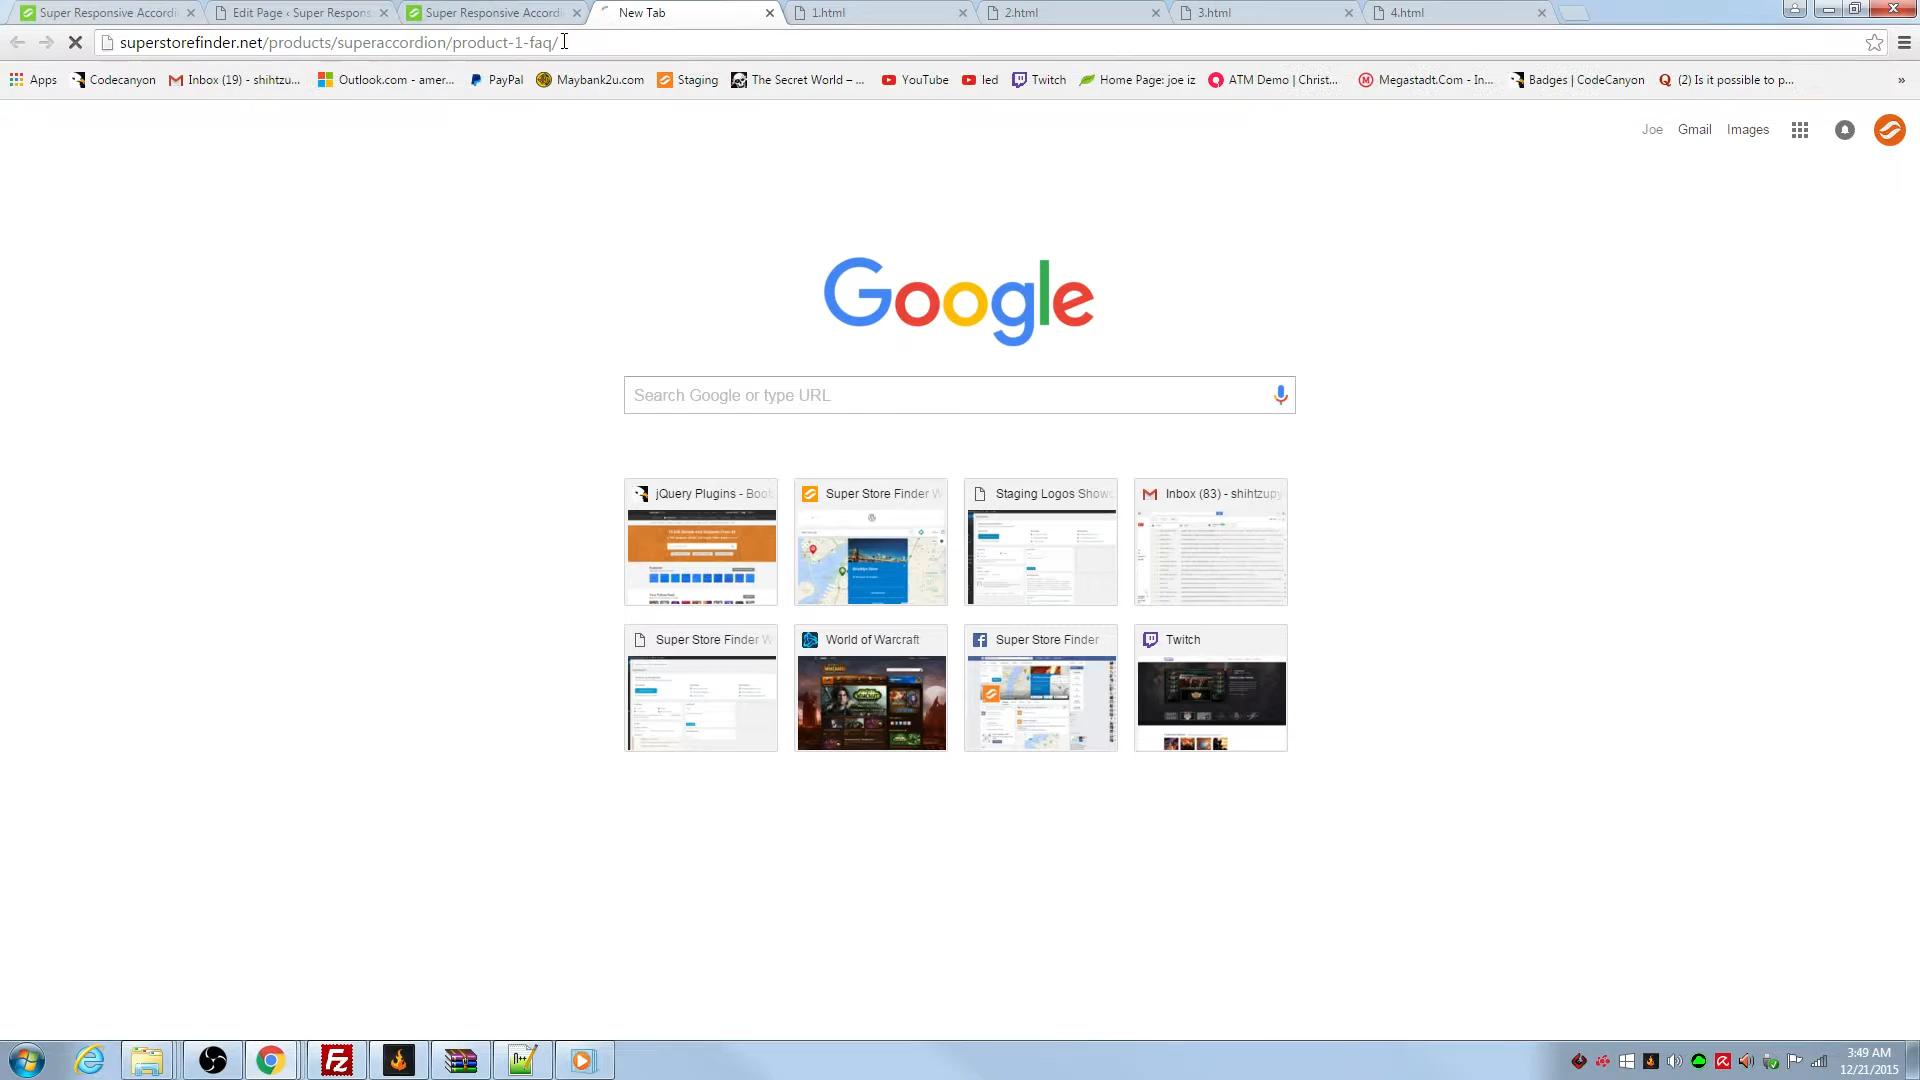 Super Responsive Accordi
Edit Page ‹ Super Respons
Super Responsive Accordi
New Tab
1.html
2.html
3.html
4.html
superstorefinder.net/products/superaccordion/product-1-faq/
Apps
Codecanyon
Inbox (19) - shihtzu...
Outlook.com - amer...
PayPal
Maybank2u.com
Staging
The Secret World – ...
YouTube
led
Twitch
Home Page: joe iz
ATM Demo | Christ...
Megastadt.Com - In...
Badges | CodeCanyon
(2) Is it possible to p...
»
Joe
Gmail
Images
Google
Search Google or type URL
jQuery Plugins - Boot
Super Store Finder W
Staging Logos Showc
Inbox (83) - shihtzupy
Super Store Finder W
World of Warcraft
Super Store Finder
Twitch
3:49 AM
12/21/2015